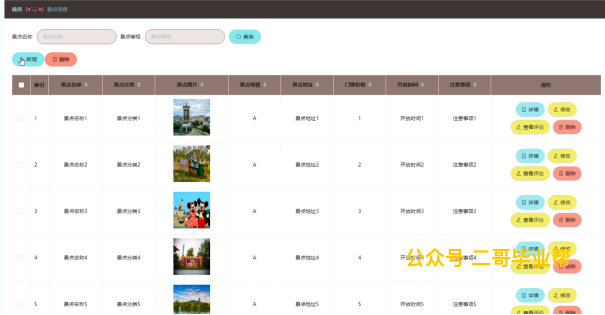 首页 (●'◡'●) 景点信息
景点名称 景点名称 景点等级 景点等级 查询
新增 删除
索引 景点名称 景点分类 景点图片 景点等级 景点地址 门票价格 开放时间 注意事项 操作
1 景点名称1 景点分类1 A 景点地址1 1 开放时间1 注意事项1 详情 修改
查看评论 删除
2 景点名称2 景点分类2 A 景点地址2 2 开放时间2 注意事项2 详情 修改
查看评论 删除
3 景点名称3 景点分类3 A 景点地址3 3 开放时间3 注意事项3 详情 修改
查看评论 删除
4 景点名称4 景点分类4 A 景点地址4 4 开放时间4 注意事项4 详情 修改
查看评论 删除
公众号 二哥毕业帮
5 景点名称5 景点分类5 A 景点地址5 5 开放时间5 注意事项5 详情 修改
查看评论 删除